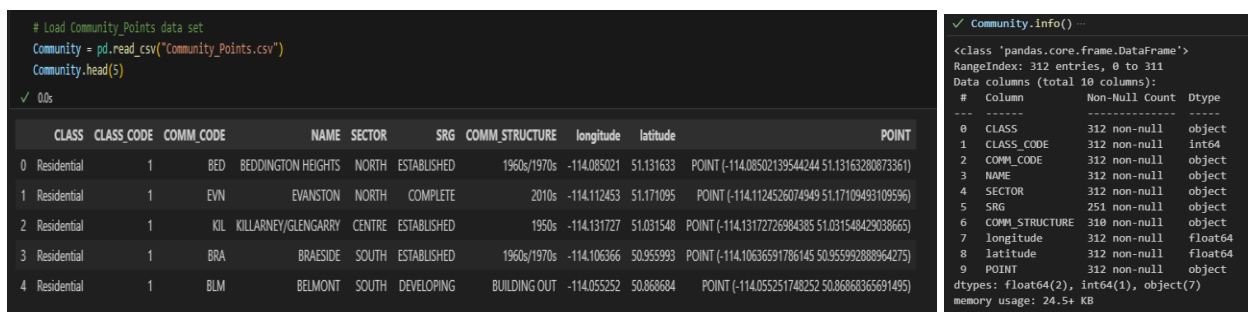 # Load Community_Points data set
Community = pd.read_csv("Community_Points.csv")
Community.head(5)
✓ 0.0s
CLASS CLASS_CODE COMM_CODE NAME SECTOR SRG COMM_STRUCTURE longitude latitude POINT
0 Residential 1 BED BEDDINGTON HEIGHTS NORTH ESTABLISHED 1960s/1970s -114.085021 51.131633 POINT (-114.08502139544244 51.13163280873361)
1 Residential 1 EVN EVANSTON NORTH COMPLETE 2010s -114.112453 51.171095 POINT (-114.1124526074949 51.17109493109596)
2 Residential 1 KIL KILLARNEY/GLENGARRY CENTRE ESTABLISHED 1950s -114.131727 51.031548 POINT (-114.13172726984385 51.031548429038665)
3 Residential 1 BRA BRAESIDE SOUTH ESTABLISHED 1960s/1970s -114.106366 50.955993 POINT (-114.10636591786145 50.955992888964275)
4 Residential 1 BLM BELMONT SOUTH DEVELOPING BUILDING OUT -114.055252 50.868684 POINT (-114.055251748252 50.86868365691495)
✓ Community.info() ...
<class 'pandas.core.frame.DataFrame'>
RangeIndex: 312 entries, 0 to 311
Data columns (total 10 columns):
# Column Non-Null Count Dtype
--- ------ -------------- -----
0 CLASS 312 non-null object
1 CLASS_CODE 312 non-null int64
2 COMM_CODE 312 non-null object
3 NAME 312 non-null object
4 SECTOR 312 non-null object
5 SRG 251 non-null object
6 COMM_STRUCTURE 310 non-null object
7 longitude 312 non-null float64
8 latitude 312 non-null float64
9 POINT 312 non-null object
dtypes: float64(2), int64(1), object(7)
memory usage: 24.5+ KB